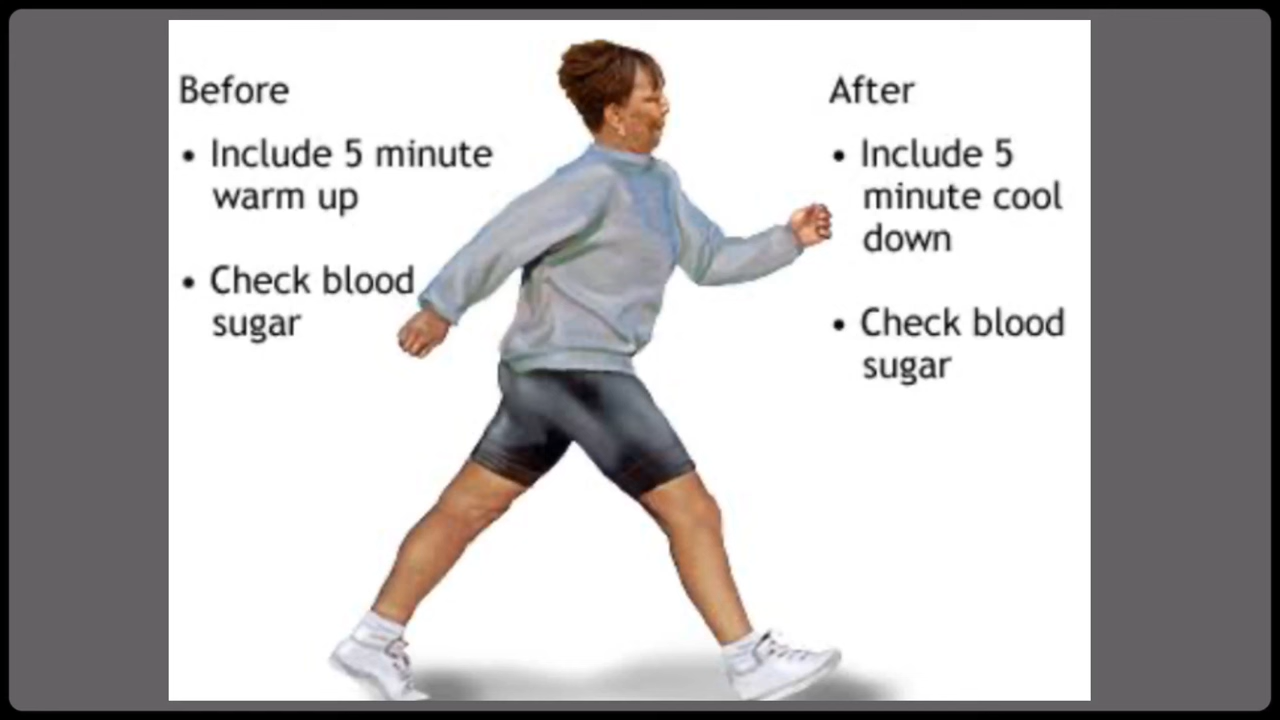 Before
• Include 5 minute
warm up
• Check blood
sugar
After
• Include 5
minute cool
down
• Check blood
sugar